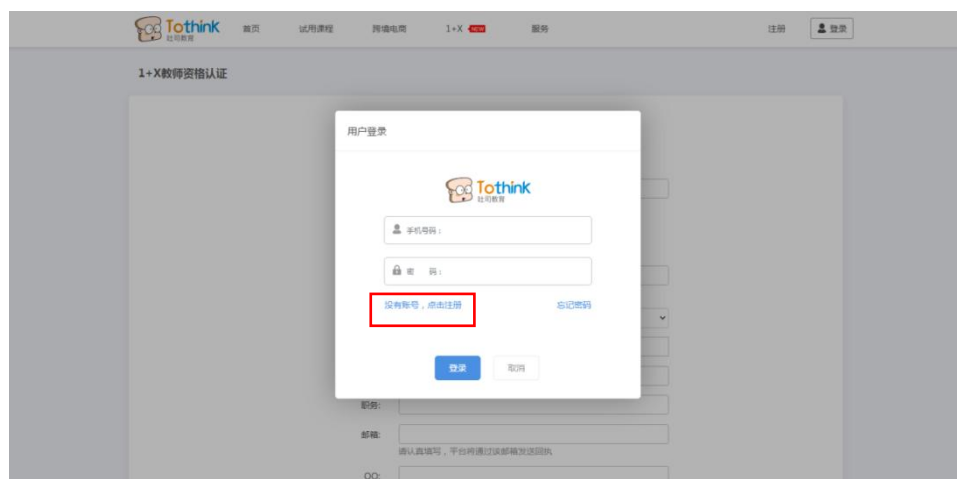 Tothink
吐司教育
首页 试用课程 跨境电商 1+X NEW 服务 注册 登录
1+X教师资格认证
用户登录
Tothink
吐司教育
手机号码：
密 码：
没有账号，点击注册 忘记密码
登录 取消
职务:
邮箱:
请认真填写，平台将通过该邮箱发送回执
QQ: